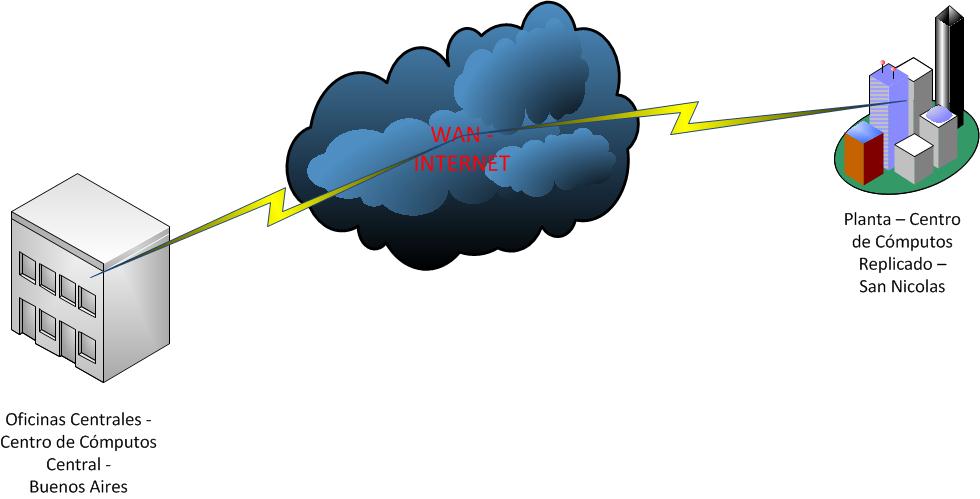 WAN -
INTERNET
Planta – Centro
de Cómputos
Replicado –
San Nicolas
Oficinas Centrales -
Centro de Cómputos
Central -
Buenos Aires